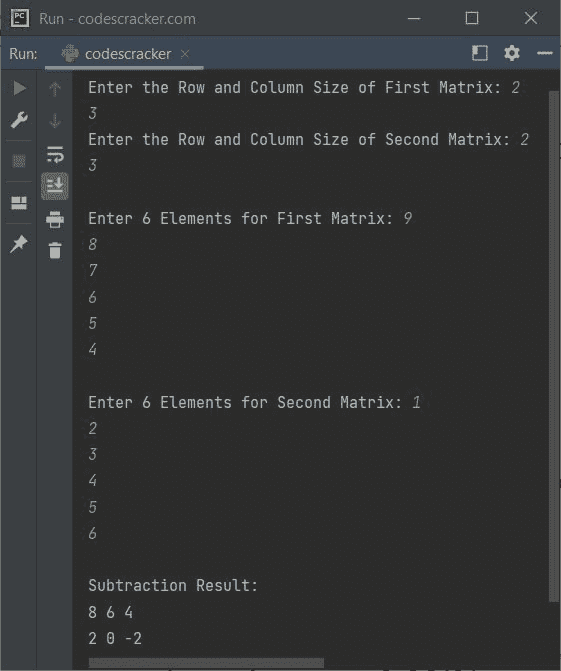 PC Run - codescracker.com
Run: codescracker
Enter the Row and Column Size of First Matrix: 2
3
Enter the Row and Column Size of Second Matrix: 2
3
Enter 6 Elements for First Matrix: 9
8
7
6
5
4
Enter 6 Elements for Second Matrix: 1
2
3
4
5
6
Subtraction Result:
8 6 4
2 0 -2